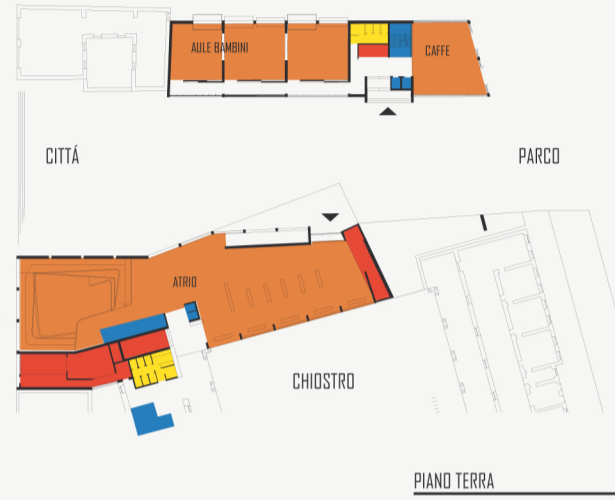 AULE BAMBINI
CAFFE
CITTÁ
PARCO
ATRIO
CHIOSTRO
PIANO TERRA